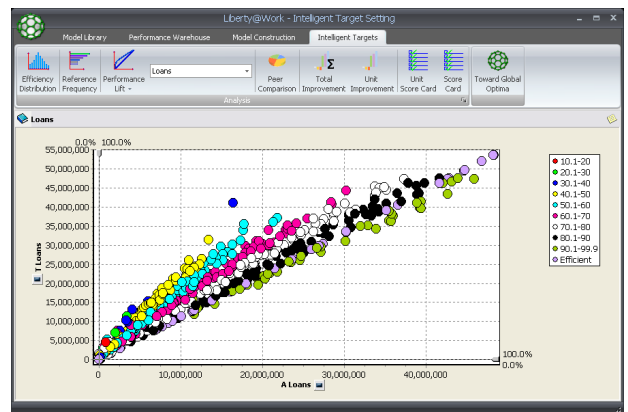 Liberty@Work - Intelligent Target Setting
Model Library Performance Warehouse Model Construction Intelligent Targets
Loans
Efficiency Distribution
Reference Frequency
Performance Lift
Peer Comparison
Total Improvement
Unit Improvement
Unit Score Card
Score Card
Toward Global Optima
Analysis
Loans
0.0% 100.0%
55,000,000
50,000,000
45,000,000
40,000,000
35,000,000
30,000,000
25,000,000
20,000,000
15,000,000
10,000,000
5,000,000
0
T Loans
0 10,000,000 20,000,000 30,000,000 40,000,000
A Loans
100.0%
0.0%
10.1-20
20.1-30
30.1-40
40.1-50
50.1-60
60.1-70
70.1-80
80.1-90
90.1-99.9
Efficient